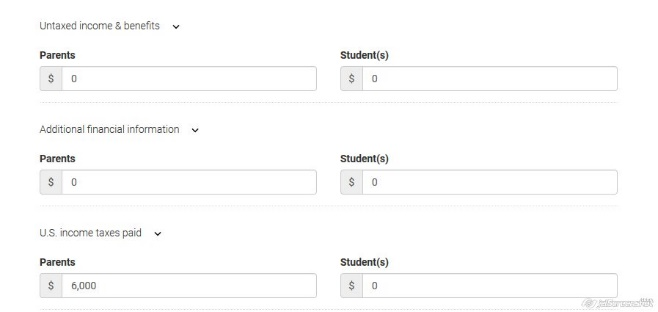 Untaxed income & benefits
Parents Student(s)
$ 0 $ 0
Additional financial information
Parents Student(s)
$ 0 $ 0
U.S. income taxes paid
Parents Student(s)
$ 6,000 $ 0